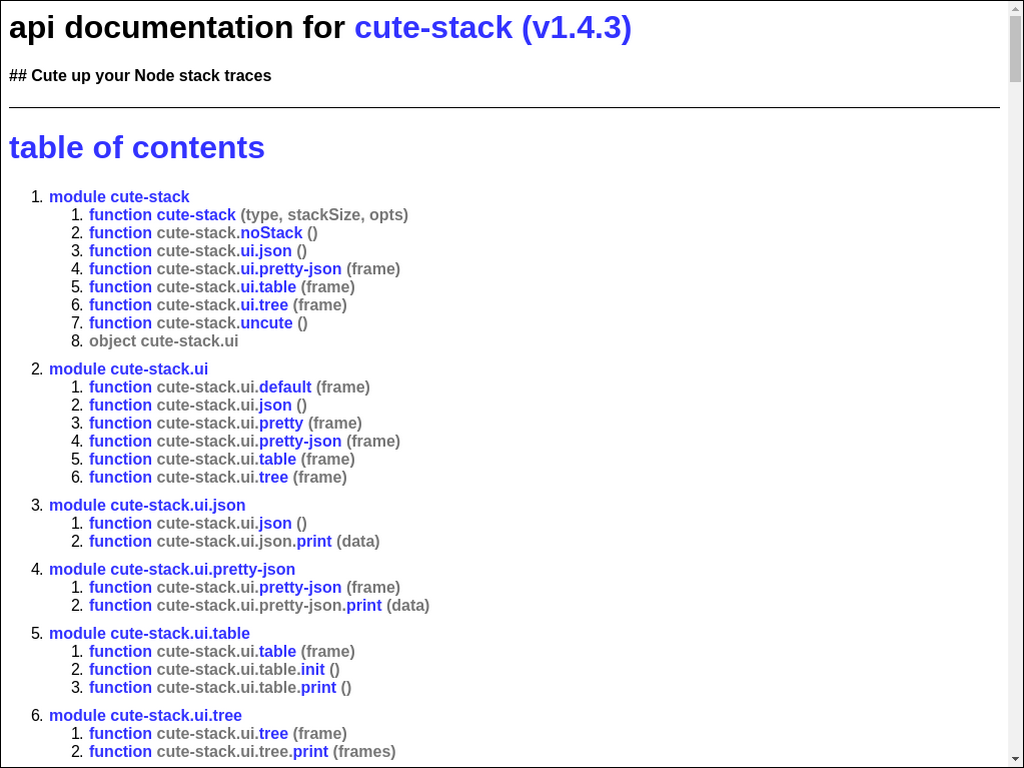 api documentation for cute-stack (v1.4.3)
## Cute up your Node stack traces
table of contents
1. module cute-stack
1. function cute-stack (type, stackSize, opts)
2. function cute-stack.noStack ()
3. function cute-stack.ui.json ()
4. function cute-stack.ui.pretty-json (frame)
5. function cute-stack.ui.table (frame)
6. function cute-stack.ui.tree (frame)
7. function cute-stack.uncute ()
8. object cute-stack.ui
2. module cute-stack.ui
1. function cute-stack.ui.default (frame)
2. function cute-stack.ui.json ()
3. function cute-stack.ui.pretty (frame)
4. function cute-stack.ui.pretty-json (frame)
5. function cute-stack.ui.table (frame)
6. function cute-stack.ui.tree (frame)
3. module cute-stack.ui.json
1. function cute-stack.ui.json ()
2. function cute-stack.ui.json.print (data)
4. module cute-stack.ui.pretty-json
1. function cute-stack.ui.pretty-json (frame)
2. function cute-stack.ui.pretty-json.print (data)
5. module cute-stack.ui.table
1. function cute-stack.ui.table (frame)
2. function cute-stack.ui.table.init ()
3. function cute-stack.ui.table.print ()
6. module cute-stack.ui.tree
1. function cute-stack.ui.tree (frame)
2. function cute-stack.ui.tree.print (frames)